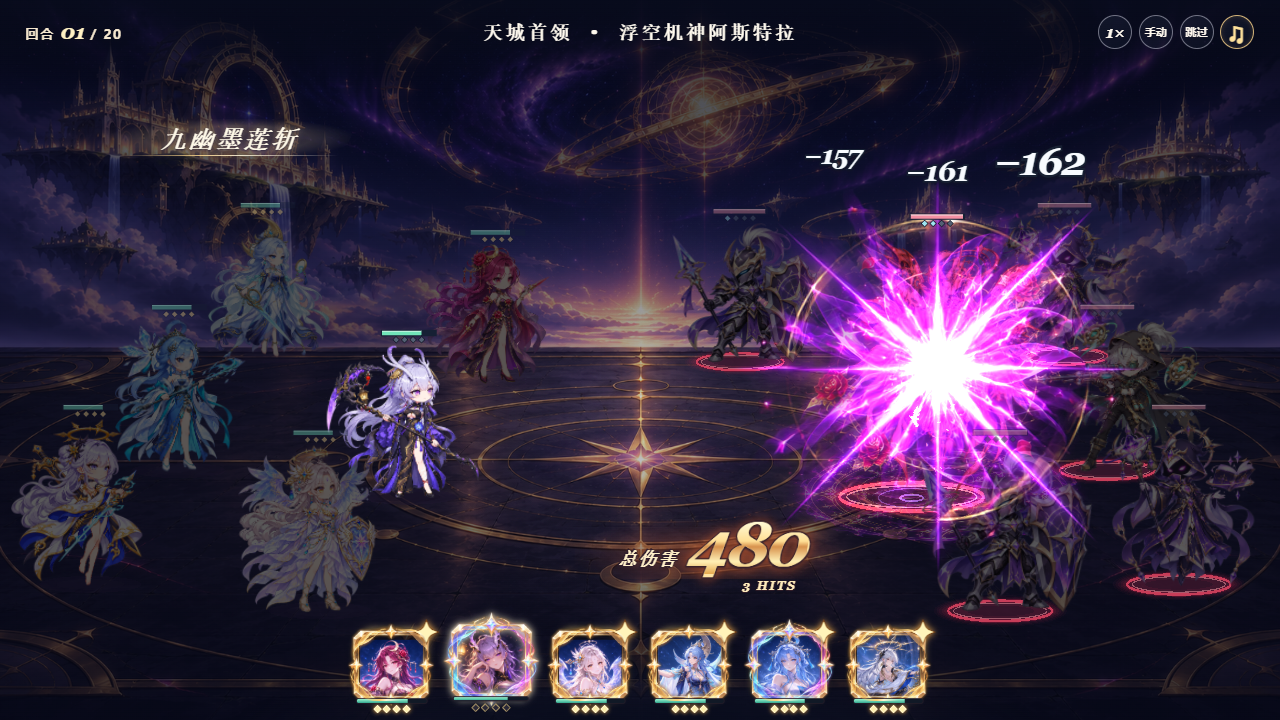 回合 01 / 20
天城首领 · 浮空机神阿斯特拉
1×
手动
跳过
九幽墨莲斩
−157
−161
−162
总伤害 480
3 HITS